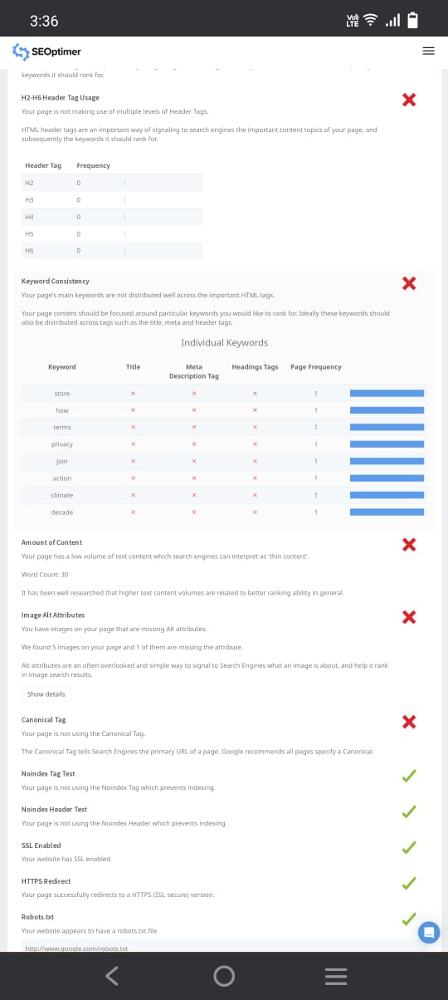 3:36
Vo) LTE
SEOptimer
keywords it should rank for.
H2-H6 Header Tag Usage
Your page is not making use of multiple levels of Header Tags.
HTML header tags are an important way of signaling to search engines the important content topics of your page, and
subsequently the keywords it should rank for.
Header Tag Frequency
H2 0
H3 0
H4 0
H5 0
H6 0
Keyword Consistency
Your page's main keywords are not distributed well across the important HTML tags.
Your page content should be focused around particular keywords you would like to rank for. Ideally these keywords should
also be distributed across tags such as the title, meta and header tags.
Individual Keywords
Keyword Title Meta Description Tag Headings Tags Page Frequency
store × × × 1
how × × × 1
terms × × × 1
privacy × × × 1
join × × × 1
action × × × 1
climate × × × 1
decade × × × 1
Amount of Content
Your page has a low volume of text content which search engines can interpret as 'thin content'.
Word Count: 30
It has been well researched that higher text content volumes are related to better ranking ability in general.
Image Alt Attributes
You have images on your page that are missing Alt attributes.
We found 5 images on your page and 1 of them are missing the attribute.
Alt attributes are an often overlooked and simple way to signal to Search Engines what an image is about, and help it rank
in image search results.
Show details
Canonical Tag
Your page is not using the Canonical Tag.
The Canonical Tag tells Search Engines the primary URL of a page. Google recommends all pages specify a Canonical.
Noindex Tag Test
Your page is not using the Noindex Tag which prevents indexing.
Noindex Header Test
Your page is not using the Noindex Header which prevents indexing.
SSL Enabled
Your website has SSL enabled.
HTTPS Redirect
Your page successfully redirects to a HTTPS (SSL secure) version.
Robots.txt
Your website appears to have a robots.txt file.
http://www.google.com/robots.txt